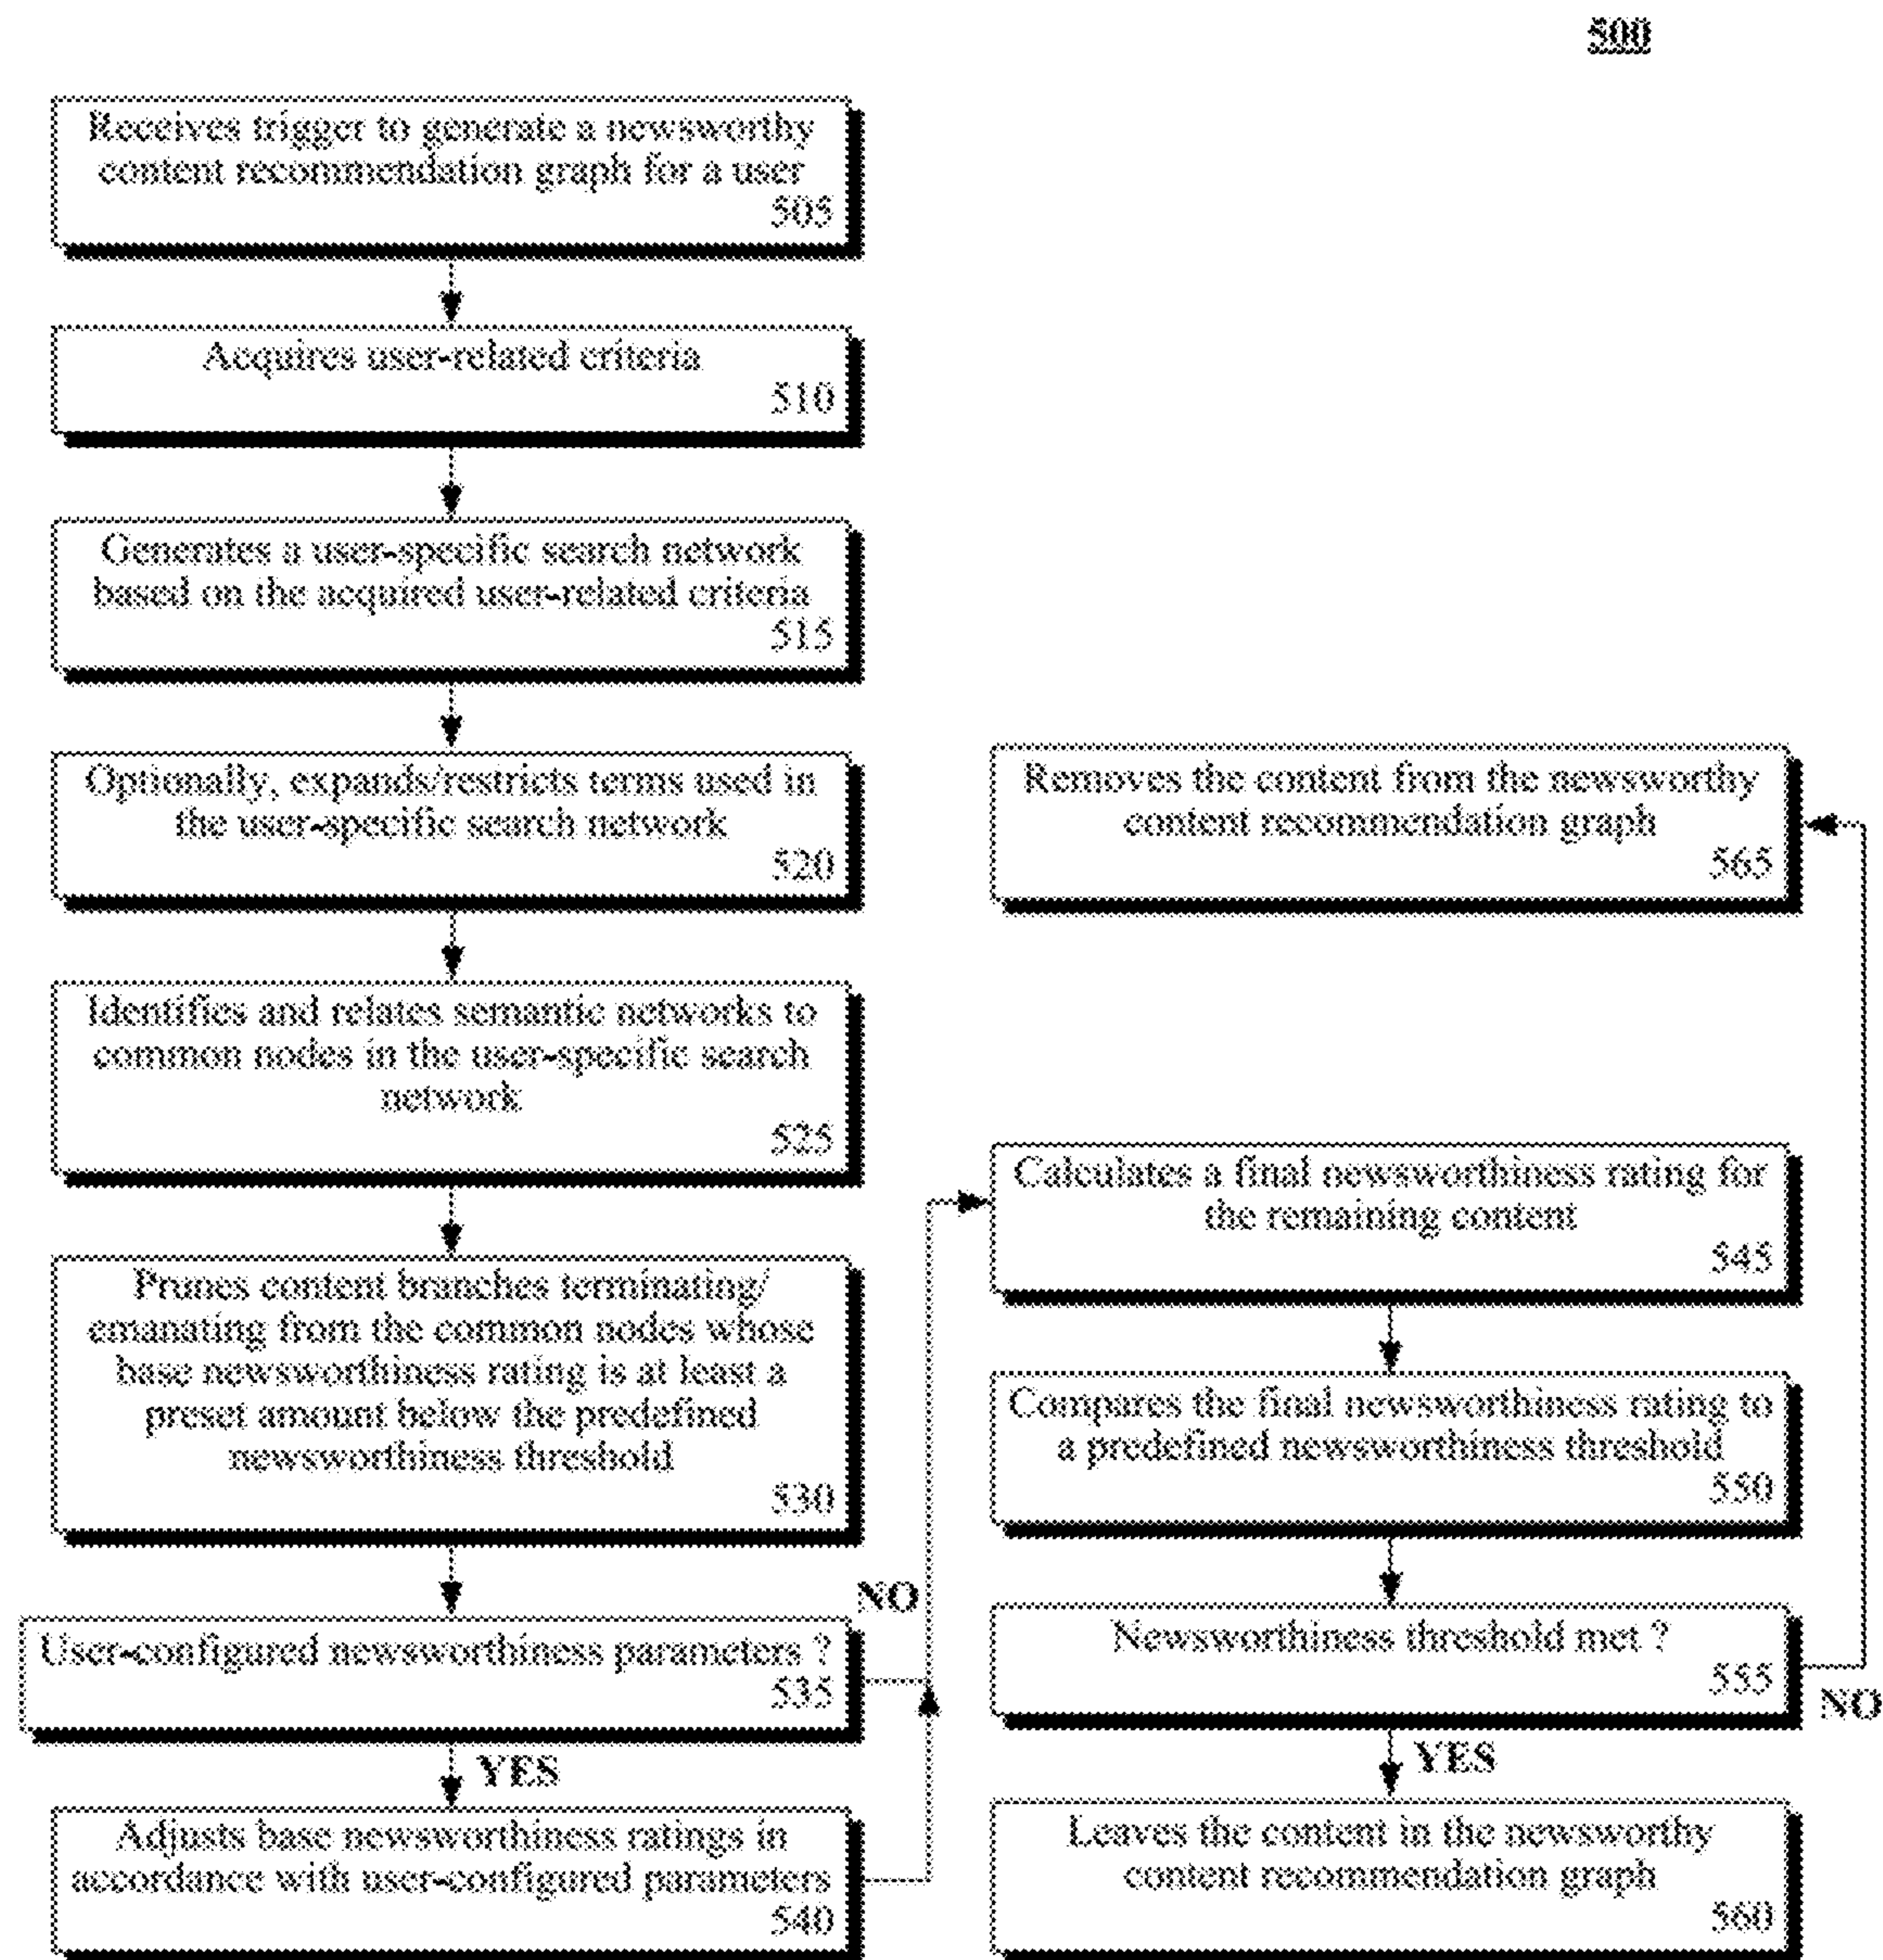 500
Receives trigger to generate a newsworthy
content recommendation graph for a user
505
Acquires user-related criteria
510
Generates a user-specific search network
based on the acquired user-related criteria
515
Optionally, expands/restricts terms used in
the user-specific search network
520
Identifies and relates semantic networks to
common nodes in the user-specific search
network
525
Prunes content branches terminating/
emanating from the common nodes whose
base newsworthiness rating is at least a
preset amount below the predefined
newsworthiness threshold
530
User-configured newsworthiness parameters ?
535
NO
YES
Adjusts base newsworthiness ratings in
accordance with user-configured parameters
540
Removes the content from the newsworthy
content recommendation graph
565
Calculates a final newsworthiness rating for
the remaining content
545
Compares the final newsworthiness rating to
a predefined newsworthiness threshold
550
Newsworthiness threshold met ?
555
NO
YES
Leaves the content in the newsworthy
content recommendation graph
560